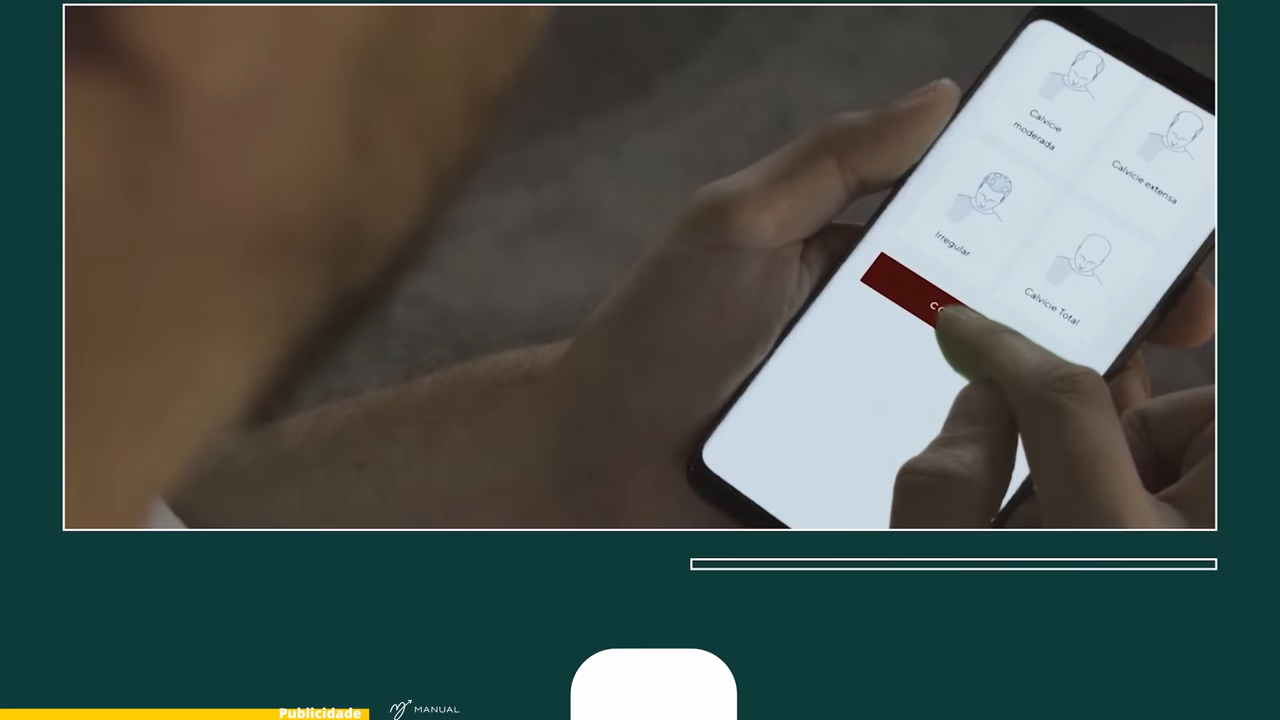 Calvície
moderada
Calvície extensa
Irregular
Calvície Total
Publicidade
MANUAL